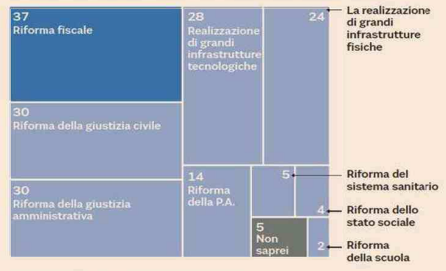 37
Riforma fiscale
30
Riforma della giustizia civile
30
Riforma della giustizia
amministrativa
28
Realizzazione
di grandi
infrastrutture
tecnologiche
24
La realizzazione
di grandi
infrastrutture
fisiche
14
Riforma
della P.A.
5
Riforma del
sistema sanitario
4
Riforma dello
stato sociale
5
Non
saprei
2
Riforma
della scuola